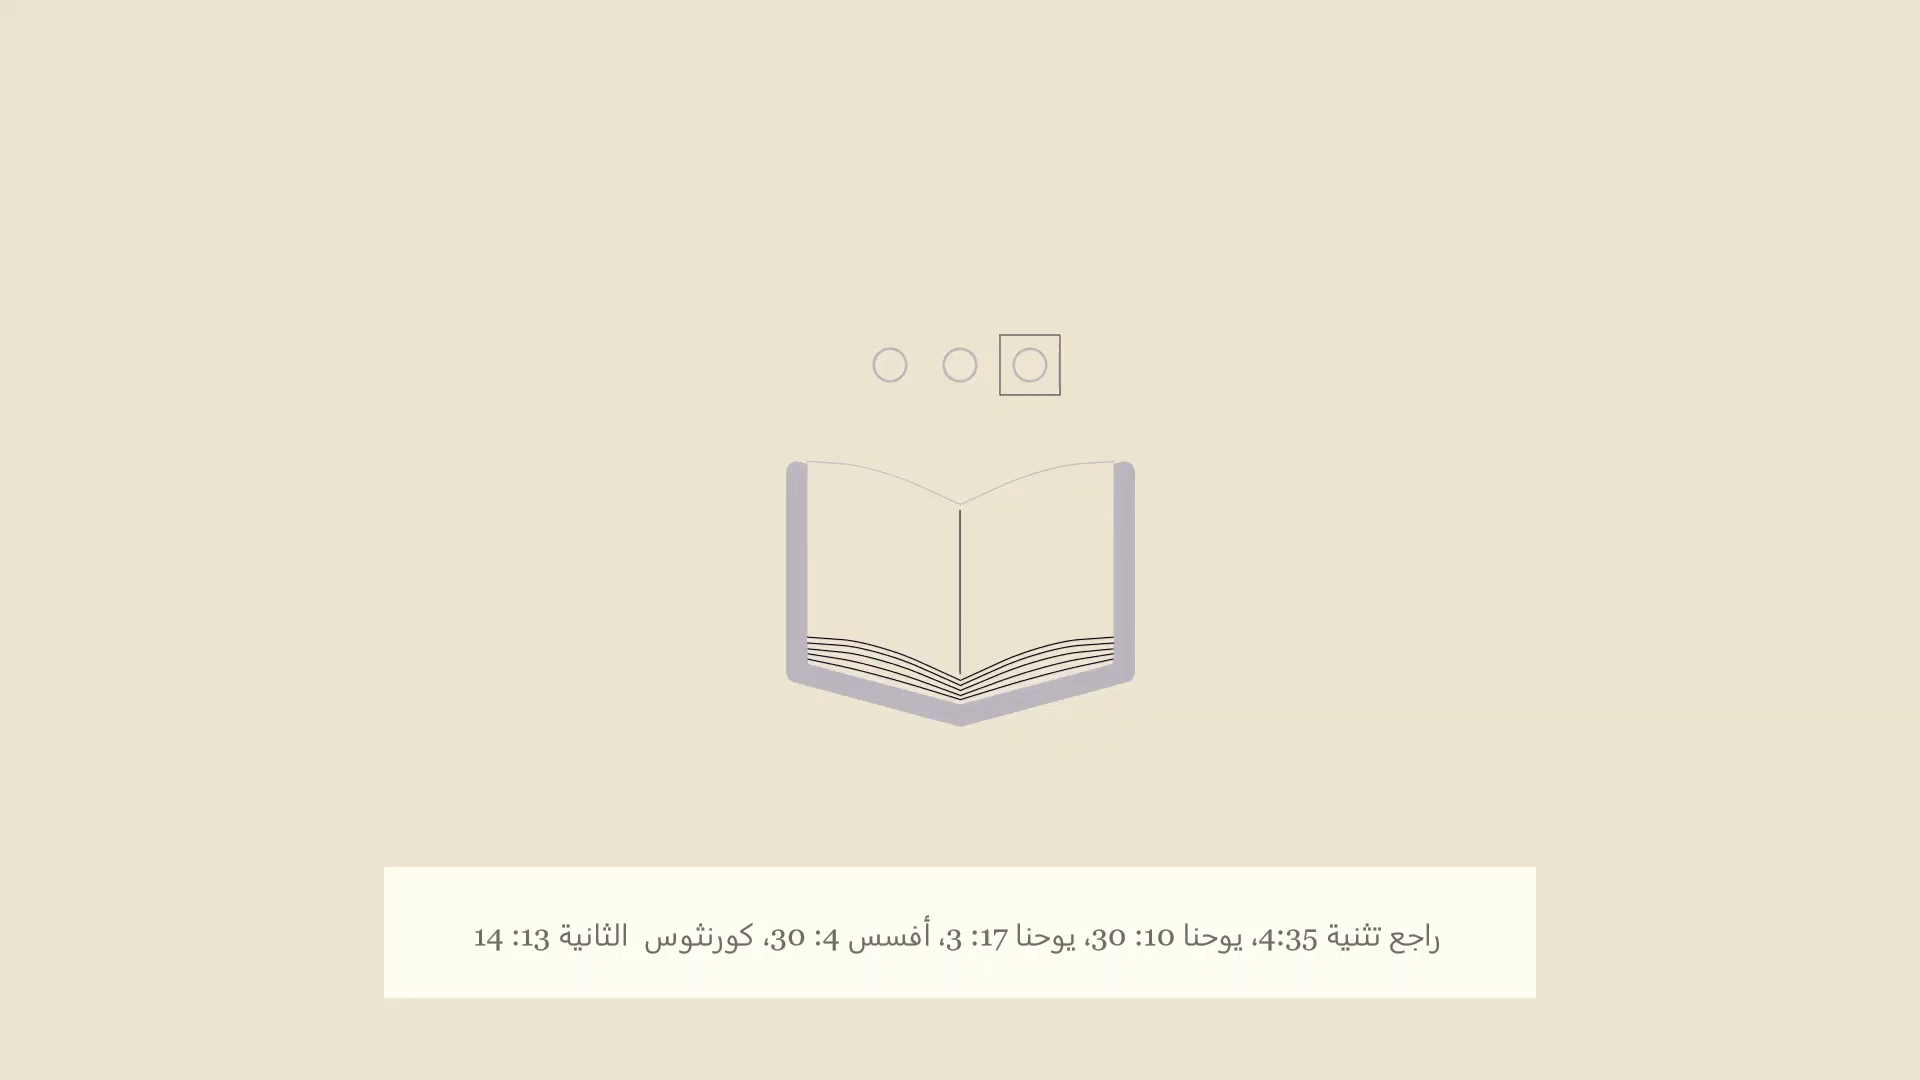 راجع تثنية 4:35، يوحنا 10: 30، يوحنا 17: 3، أفسس 4: 30، كورنثوس  الثانية 13: 14